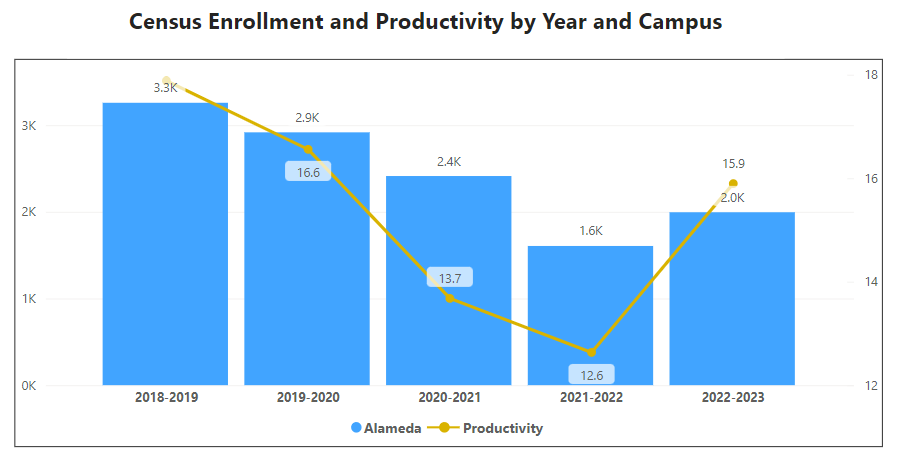 Census Enrollment and Productivity by Year and Campus
18
3.3K
2.9K
3K
16.6
2.4K
15.9
16
2.0K
2K
1.6K
13.7
14
1K
12.6
0K
12
2018-2019 2019-2020 2020-2021 2021-2022 2022-2023
Alameda Productivity